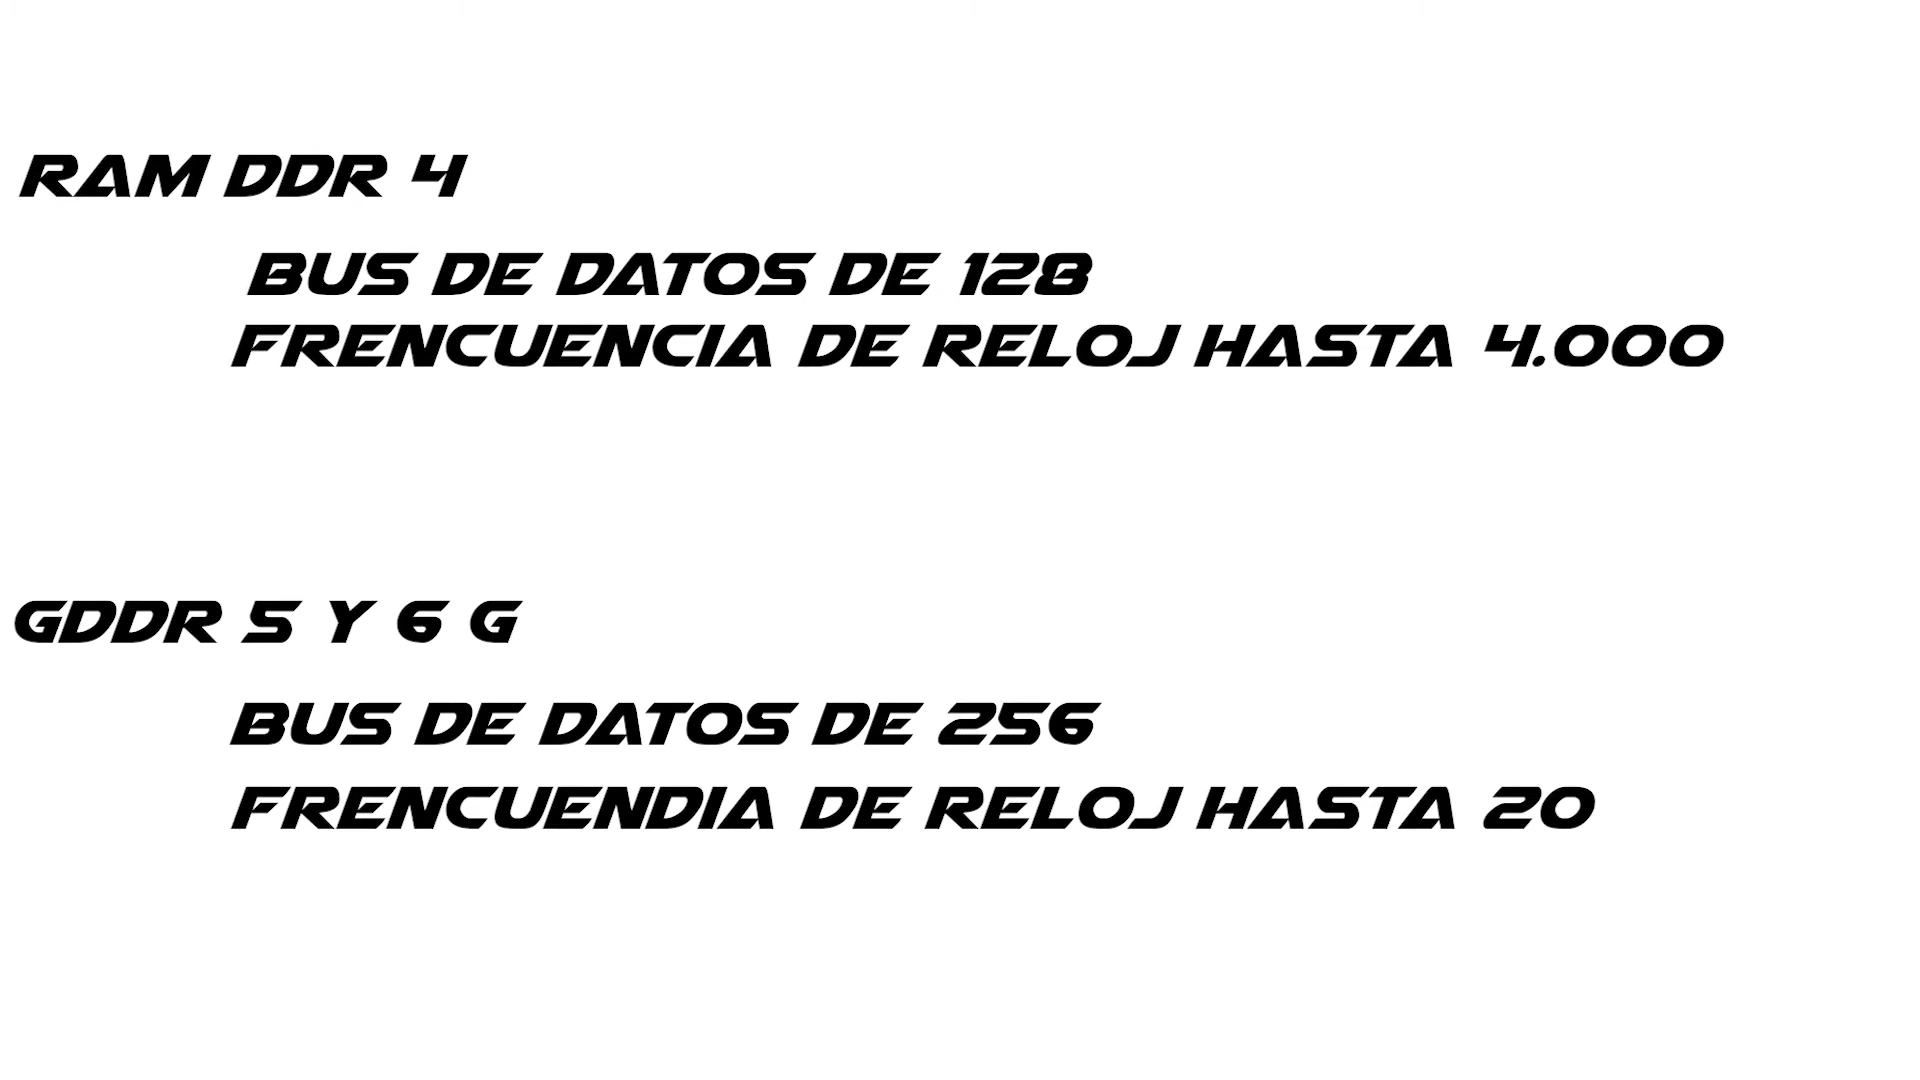 RAM DDR 4
BUS DE DATOS DE 128
FRENCUENCIA DE RELOJ HASTA 4.000
GDDR 5 Y 6 G
BUS DE DATOS DE 256
FRENCUENDIA DE RELOJ HASTA 20